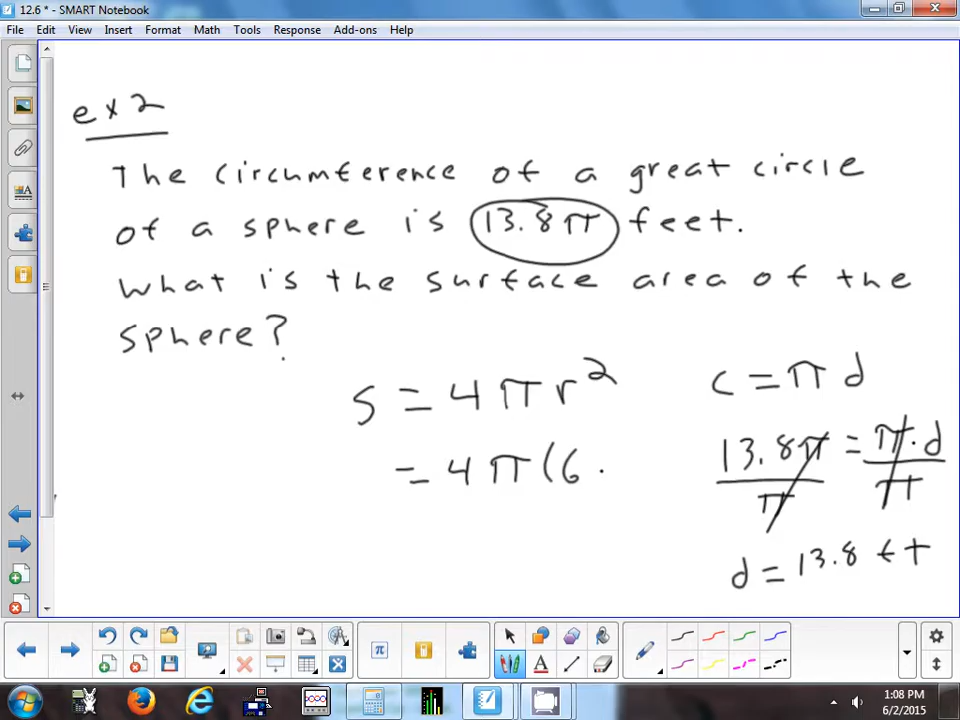 12.6 * - SMART Notebook
File Edit View Insert Format Math Tools Response Add-ons Help
ex 2
The circumference of a great circle
of a sphere is 13.8π feet.
What is the surface area of the
sphere?
S = 4πr²
= 4π(6.
C = πd
13.8π = π·d
π π
d = 13.8 ft
1:08 PM
6/2/2015